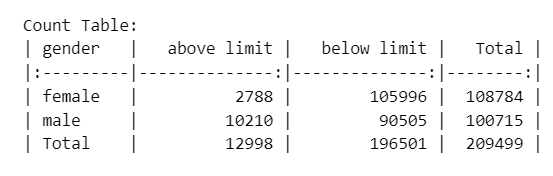 Count Table:
| gender | above limit | below limit | Total |
|:---------|--------------:|--------------:|--------:|
| female | 2788 | 105996 | 108784 |
| male | 10210 | 90505 | 100715 |
| Total | 12998 | 196501 | 209499 |